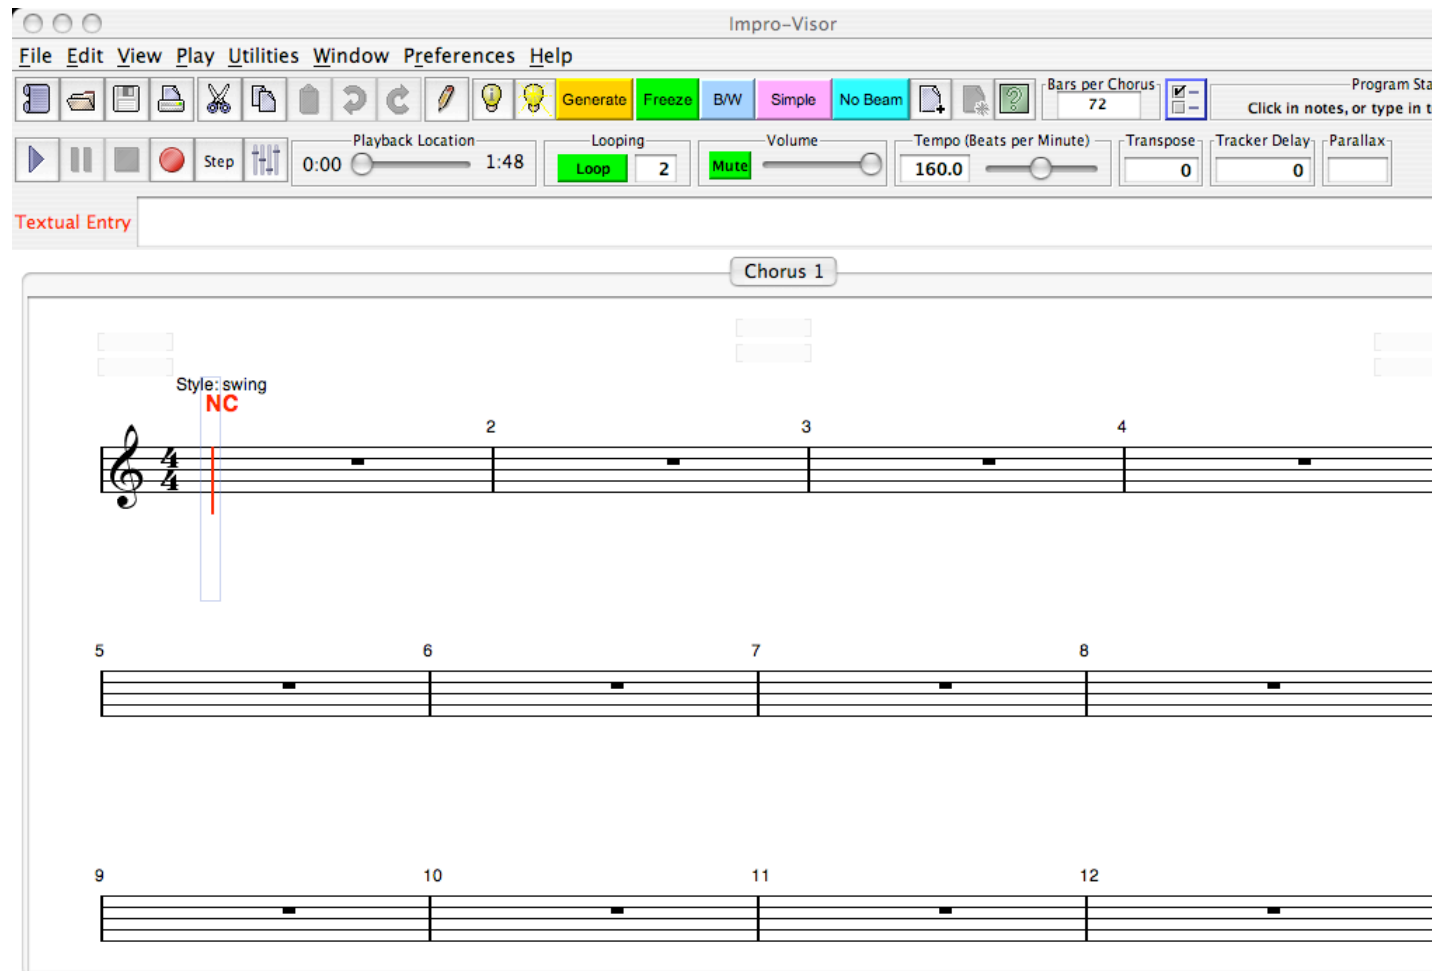 Impro-Visor
File Edit View Play Utilities Window Preferences Help
Generate Freeze B/W Simple No Beam Bars per Chorus 72 Program Sta
Click in notes, or type in t
Step Playback Location 0:00 1:48 Looping Loop 2 Volume Mute Tempo (Beats per Minute) 160.0 Transpose 0 Tracker Delay 0 Parallax
Textual Entry
Chorus 1
Style: swing
NC
2 3 4
4
4
5 6 7 8
9 10 11 12